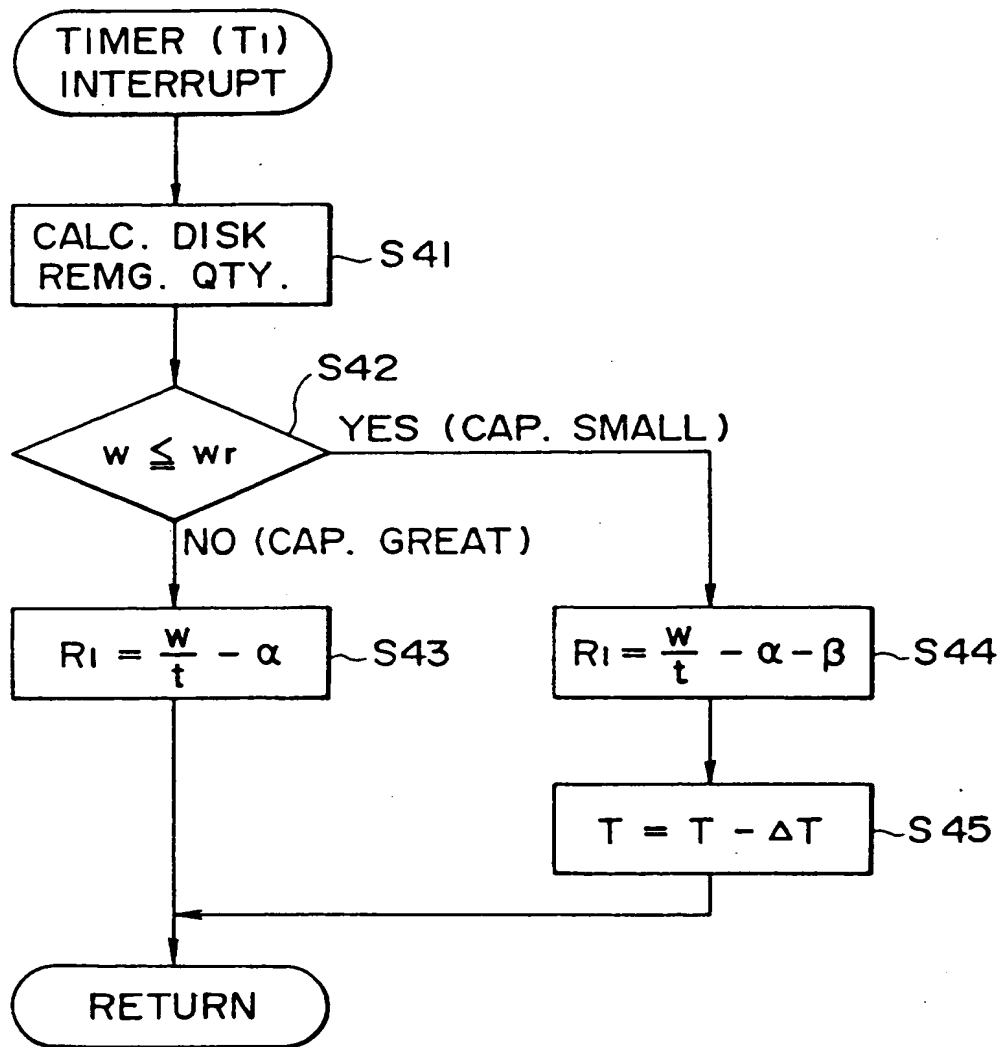 TIMER (T1)
INTERRUPT
CALC. DISK
REMG. QTY.
S41
S42
w ≦ wr
YES (CAP. SMALL)
NO (CAP. GREAT)
R1 = w/t - α
S43
R1 = w/t - α - β
S44
T = T - ΔT
S45
RETURN